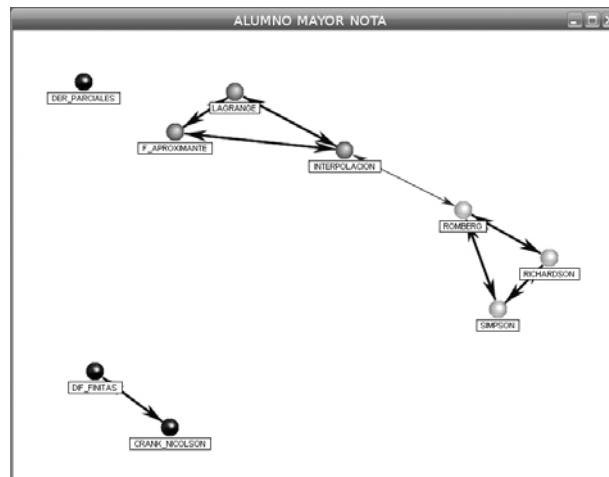 ALUMNO MAYOR NOTA
DER_PARCIALES
LAGRANGE
F_APROXIMANTE
INTERPOLACION
ROMBERG
RICHARDSON
SIMPSON
DIF_FINITAS
CRANK_NICOLSON